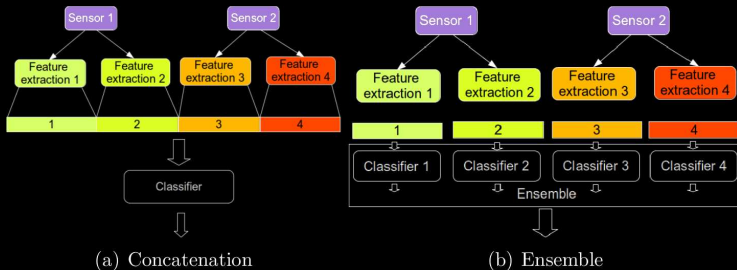 Sensor 1
Sensor 2
Feature
extraction 1
Feature
extraction 2
Feature
extraction 3
Feature
extraction 4
1
2
3
4
Classifier
(a) Concatenation
Sensor 1
Sensor 2
Feature
extraction 1
Feature
extraction 2
Feature
extraction 3
Feature
extraction 4
1
2
3
4
Classifier 1
Classifier 2
Classifier 3
Classifier 4
Ensemble
(b) Ensemble